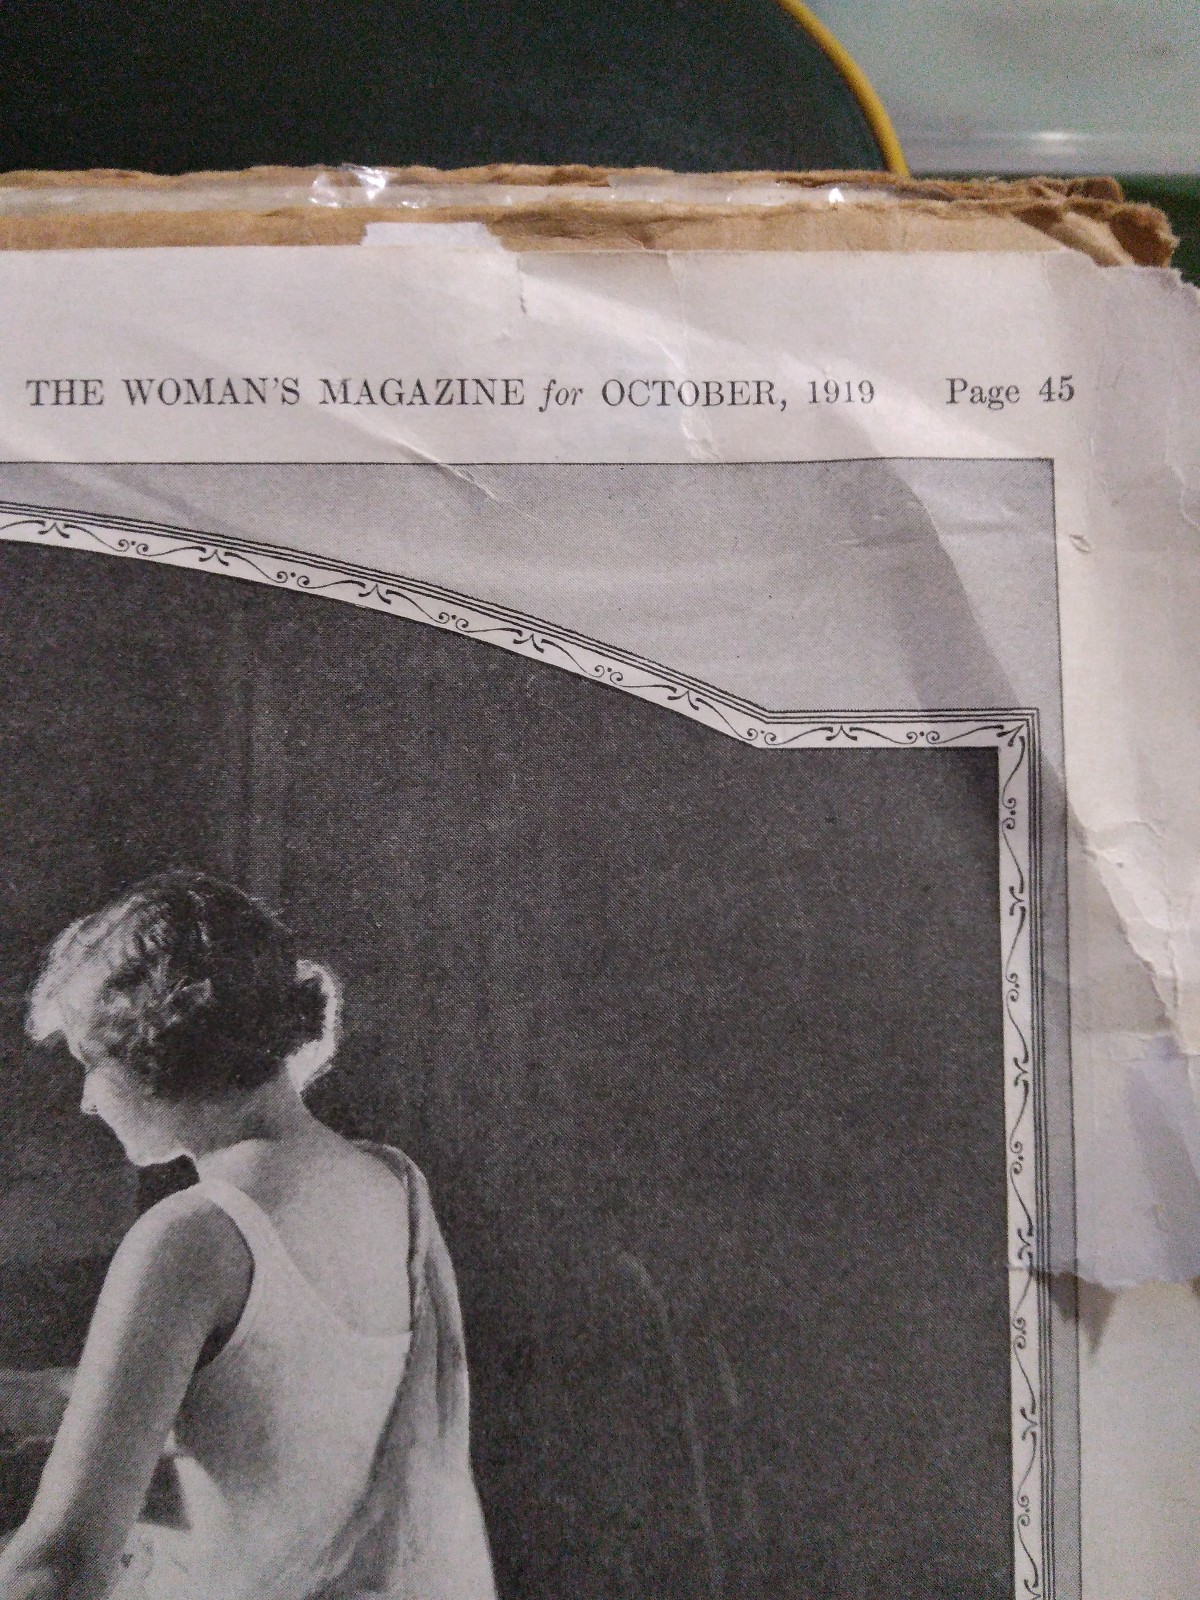 THE WOMAN'S MAGAZINE for OCTOBER, 1919 Page 45